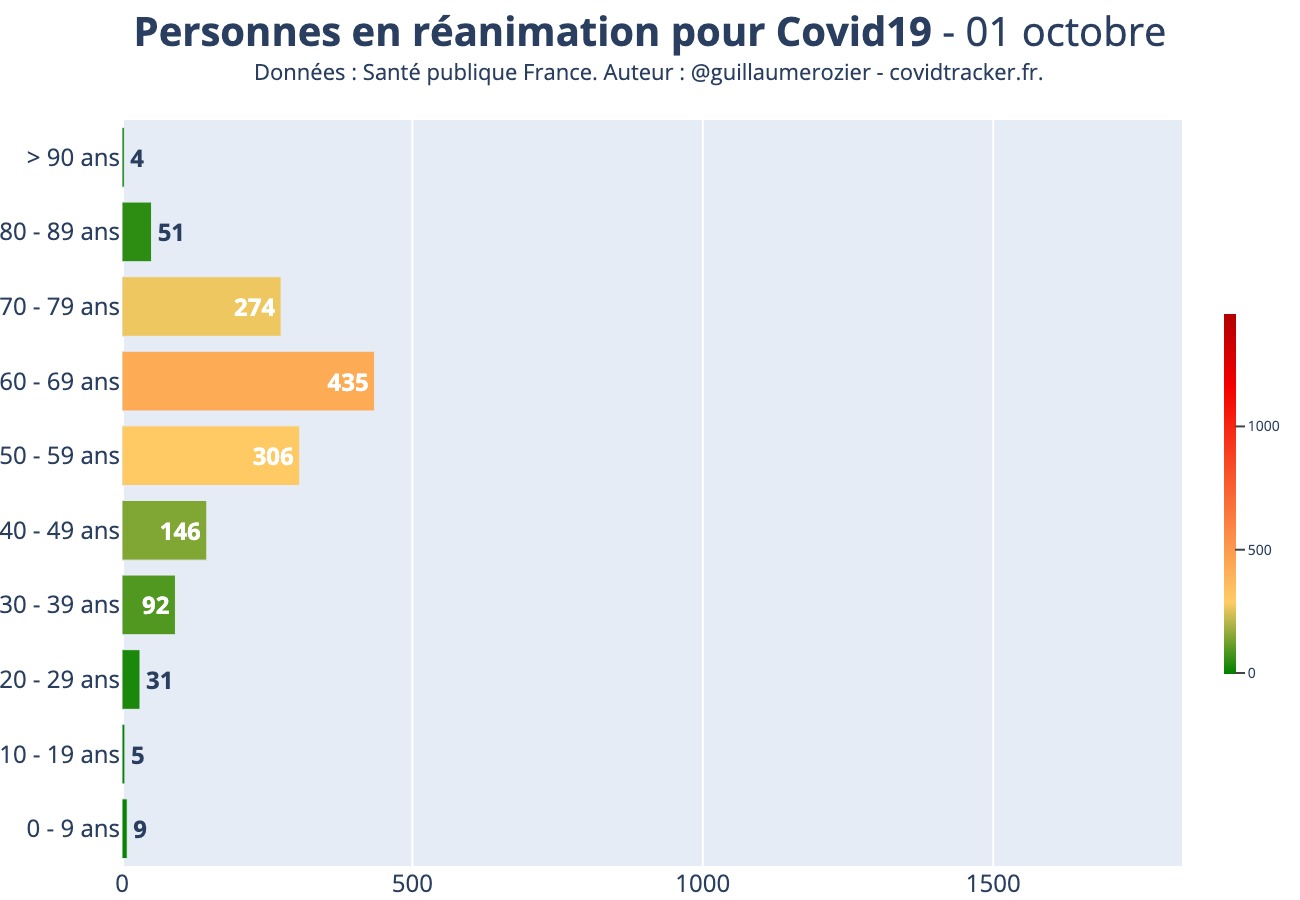 Personnes en réanimation pour Covid19 - 01 octobre
Données : Santé publique France. Auteur : @guillaumerozier - covidtracker.fr.
> 90 ans 4
80 - 89 ans 51
70 - 79 ans 274
60 - 69 ans 435
50 - 59 ans 306
40 - 49 ans 146
30 - 39 ans 92
20 - 29 ans 31
10 - 19 ans 5
0 - 9 ans 9
0 500 1000 1500
1000
500
0